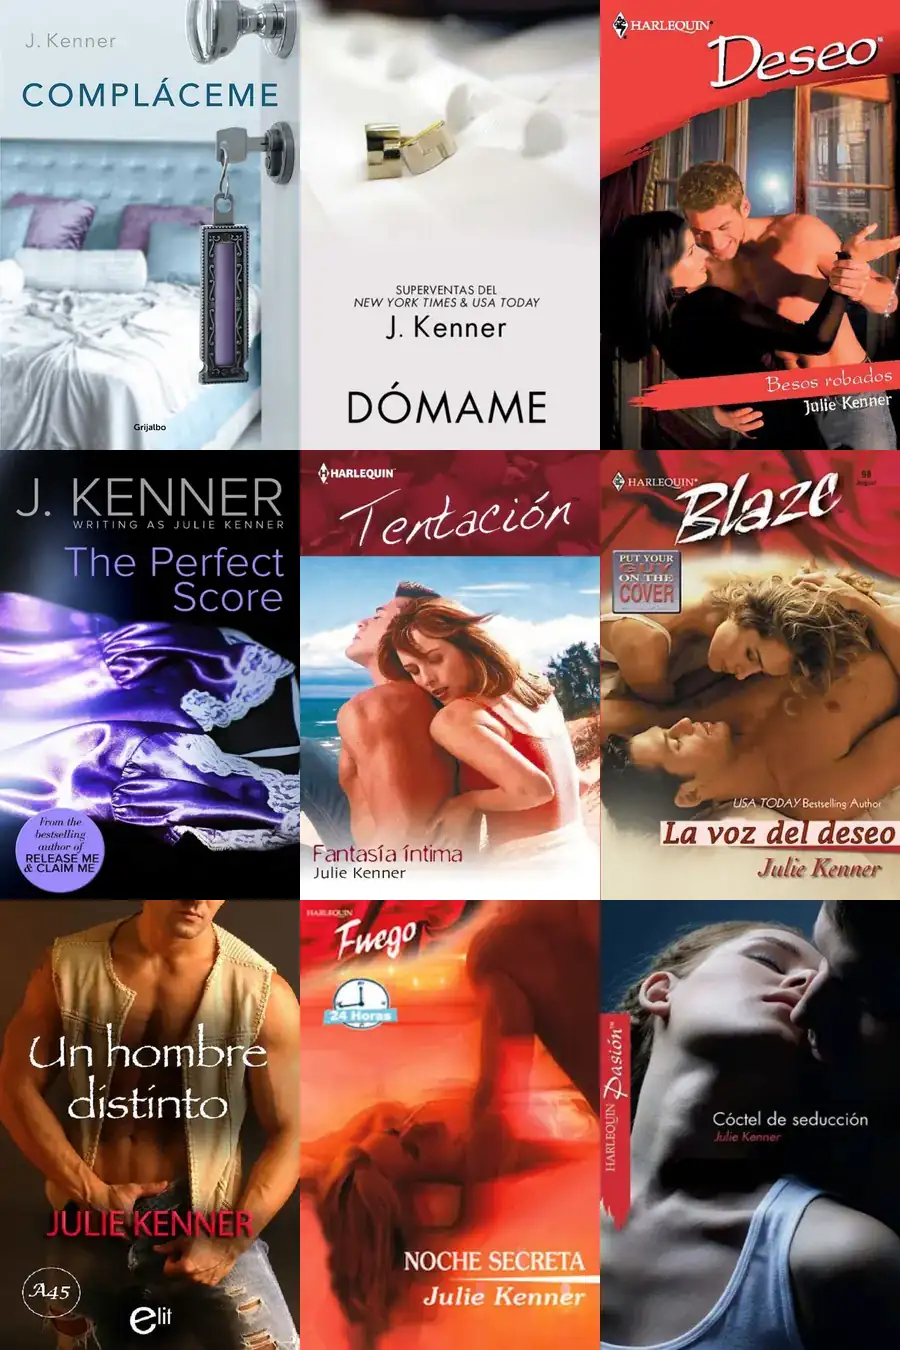 J. Kenner
COMPLÁCEME
Grijalbo
SUPERVENTAS DEL
NEW YORK TIMES & USA TODAY
J. Kenner
DÓMAME
HARLEQUIN®
Deseo
Besos robados
Julie Kenner
J. KENNER
WRITING AS JULIE KENNER
The Perfect
Score
From the
bestselling
author of
RELEASE ME
& CLAIM ME
HARLEQUIN™
Tentación
Fantasía íntima
Julie Kenner
HARLEQUIN®
Blaze
PUT YOUR
GUY
ON THE
COVER
USA TODAY Bestselling Author
La voz del deseo
Julie Kenner
Un hombre
distinto
JULIE KENNER
A45
elit
HARLEQUIN
Fuego
24 Horas
NOCHE SECRETA
Julie Kenner
HARLEQUIN Pasión™
Cóctel de seducción
Julie Kenner